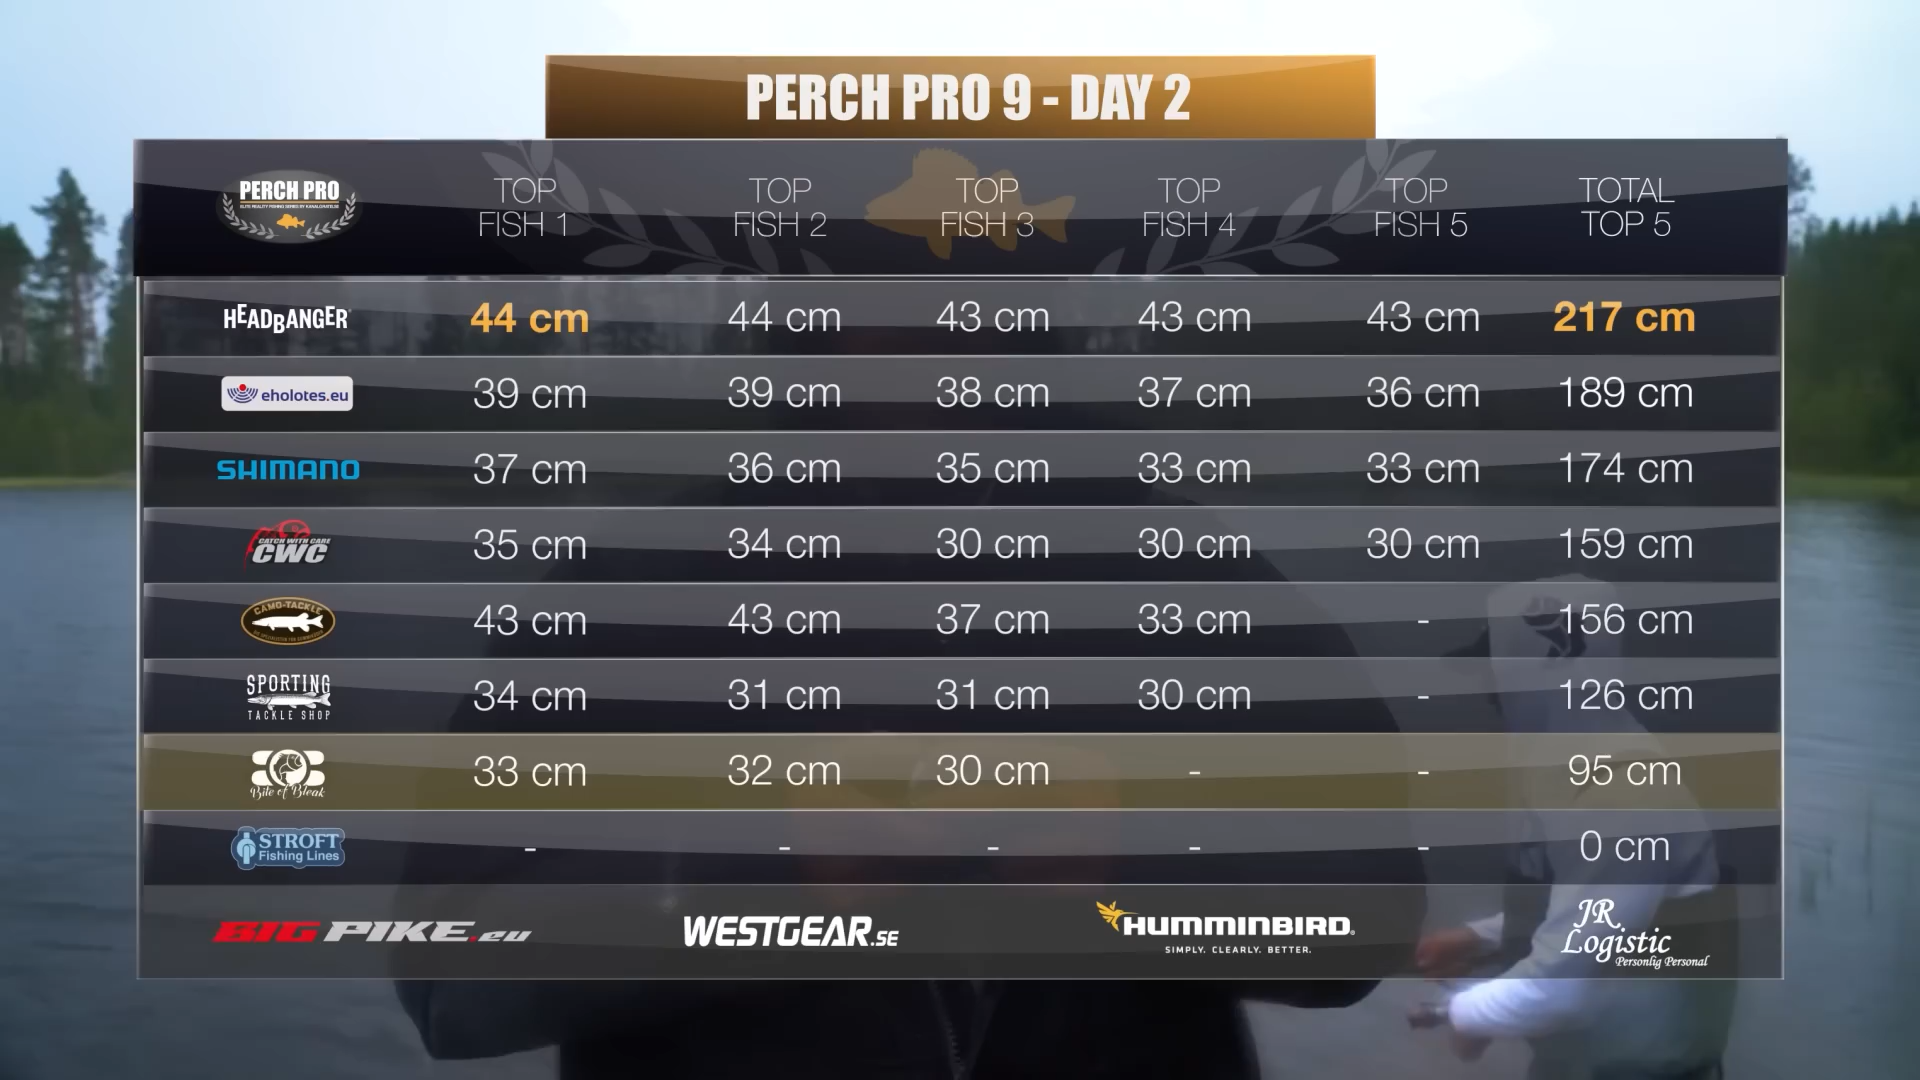 PERCH PRO 9 - DAY 2
PERCH PRO
TOP FISH 1
TOP FISH 2
TOP FISH 3
TOP FISH 4
TOP FISH 5
TOTAL TOP 5
HEADBANGER 44 cm 44 cm 43 cm 43 cm 43 cm 217 cm
eholotes.eu 39 cm 39 cm 38 cm 37 cm 36 cm 189 cm
SHIMANO 37 cm 36 cm 35 cm 33 cm 33 cm 174 cm
CATCH WITH CARE
CWC 35 cm 34 cm 30 cm 30 cm 30 cm 159 cm
CAMO-TACKLE 43 cm 43 cm 37 cm 33 cm - 156 cm
SPORTING
TACKLE SHOP 34 cm 31 cm 31 cm 30 cm - 126 cm
Bite of Bleak 33 cm 32 cm 30 cm - - 95 cm
STROFT
Fishing Lines - - - - - 0 cm
BIG PIKE.eu
WESTGEAR.SE
HUMMINBIRD
SIMPLY. CLEARLY. BETTER.
JR
Logistic
Personlig Personal